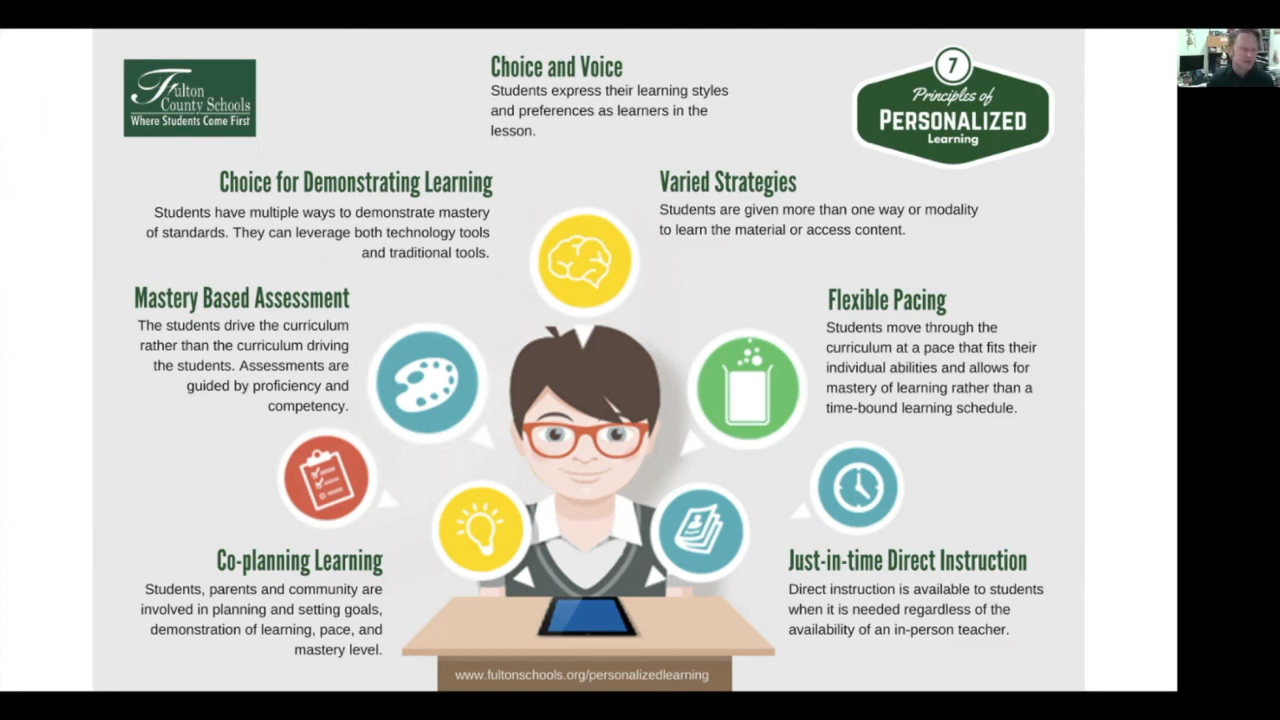 Fulton
County Schools
Where Students Come First
Choice and Voice
Students express their learning styles
and preferences as learners in the
lesson.
7
Principles of
PERSONALIZED
Learning
Choice for Demonstrating Learning
Students have multiple ways to demonstrate mastery
of standards. They can leverage both technology tools
and traditional tools.
Varied Strategies
Students are given more than one way or modality
to learn the material or access content.
Mastery Based Assessment
The students drive the curriculum
rather than the curriculum driving
the students. Assessments are
guided by proficiency and
competency.
Flexible Pacing
Students move through the
curriculum at a pace that fits their
individual abilities and allows for
mastery of learning rather than a
time-bound learning schedule.
Co-planning Learning
Students, parents and community are
involved in planning and setting goals,
demonstration of learning, pace, and
mastery level.
Just-in-time Direct Instruction
Direct instruction is available to students
when it is needed regardless of the
availability of an in-person teacher.
www.fultonschools.org/personalizedlearning